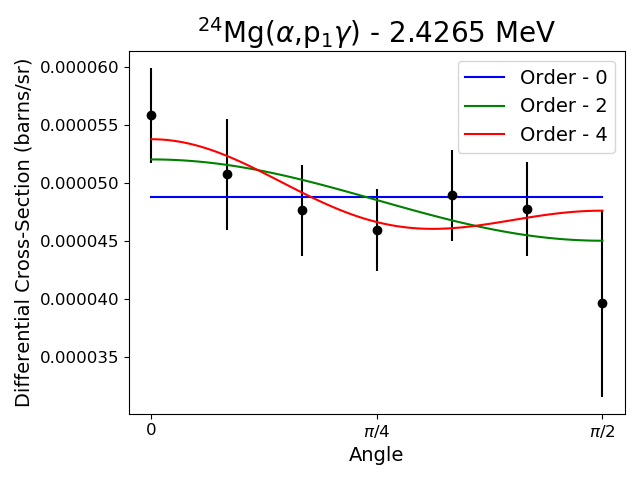 ²⁴Mg(α,p₁γ) - 2.4265 MeV
Differential Cross-Section (barns/sr)
0.000060
0.000055
0.000050
0.000045
0.000040
0.000035
Order - 0
Order - 2
Order - 4
0
π/4
π/2
Angle